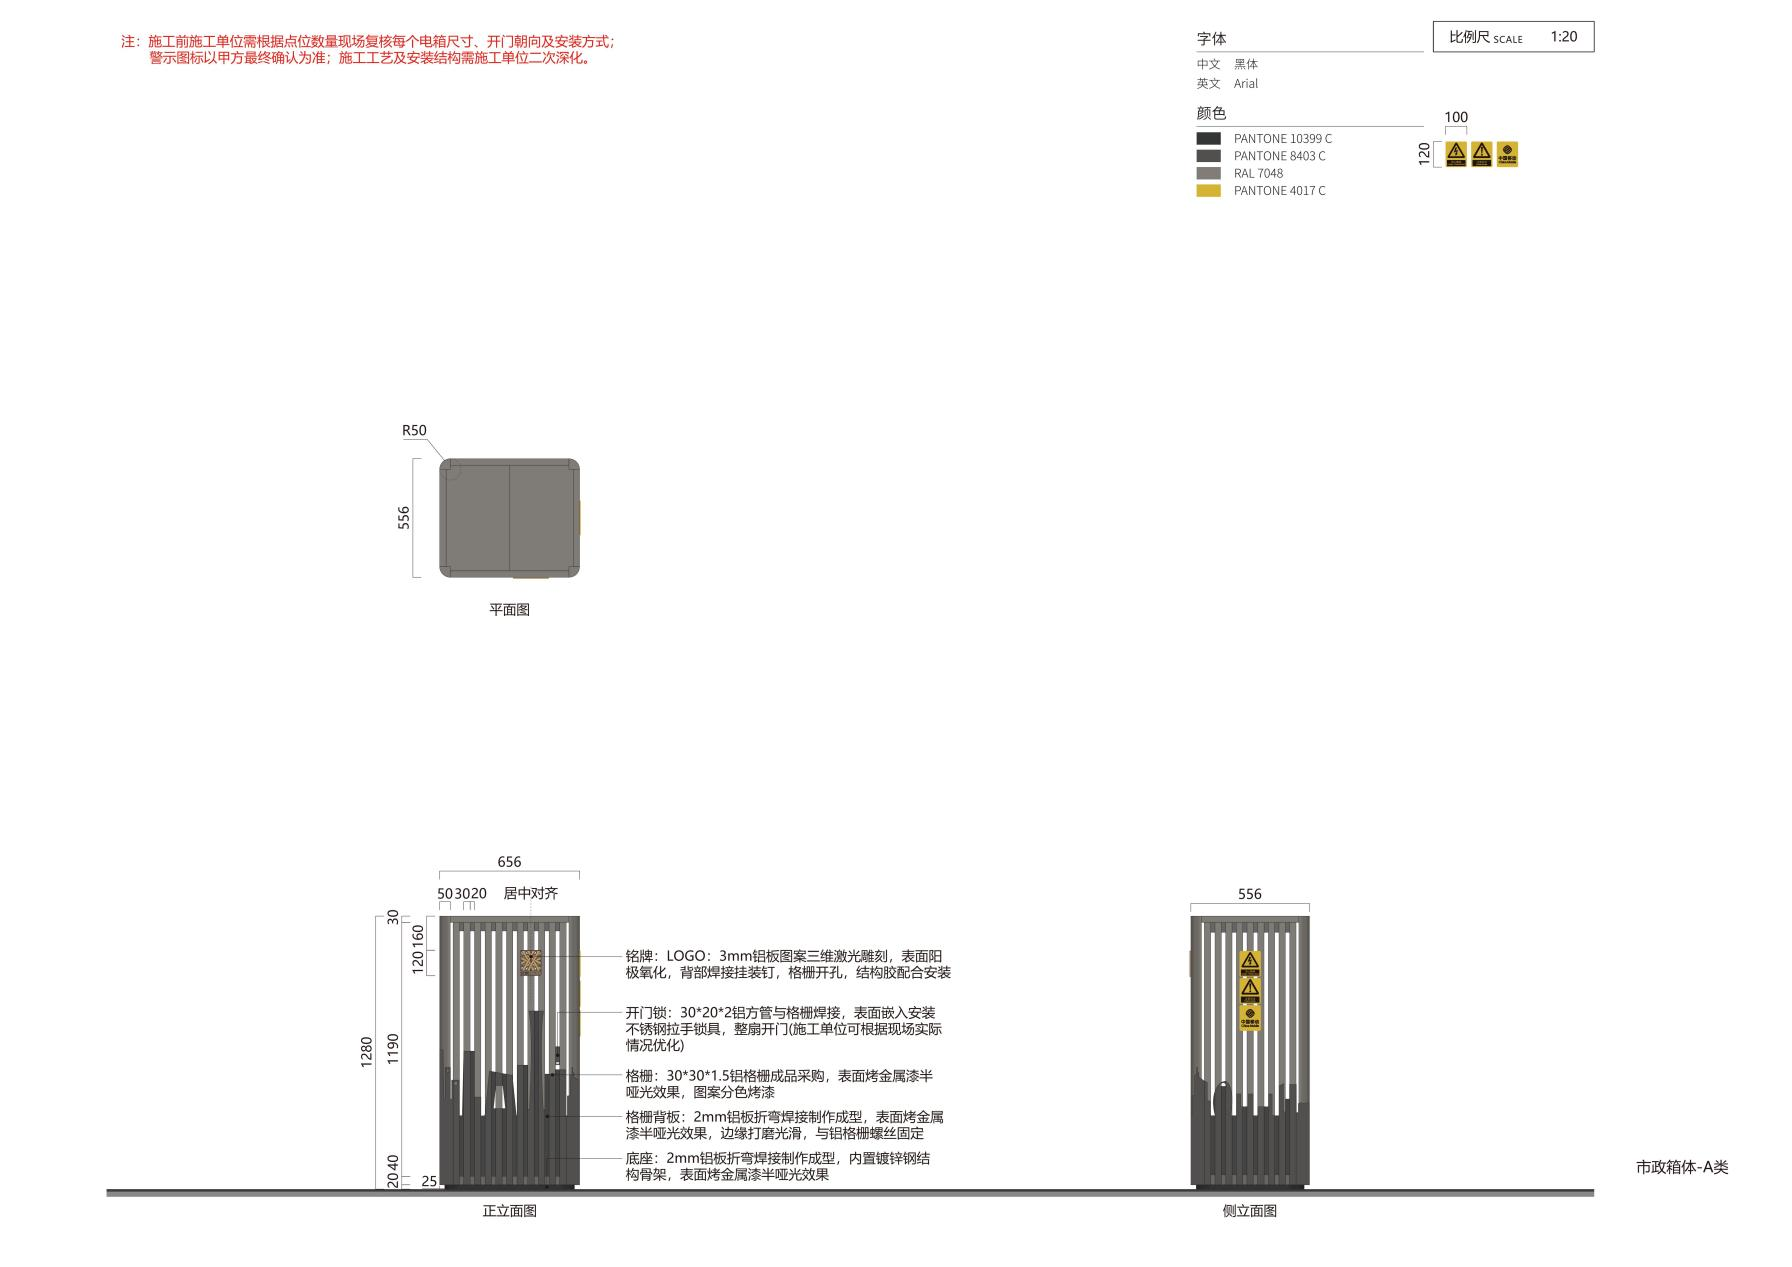 注：施工前施工单位需根据点位数量现场复核每个电箱尺寸、开门朝向及安装方式；
警示图标以甲方最终确认为准；施工工艺及安装结构需施工单位二次深化。
比例尺 SCALE 1:20
字体
中文 黑体
英文 Arial
颜色
PANTONE 10399 C
PANTONE 8403 C
RAL 7048
PANTONE 4017 C
100
120
中国移动
China Mobile
R50
556
平面图
656
50 30 20 居中对齐
30
160
120
1280
1190
40
20
25
铭牌：LOGO：3mm铝板图案三维激光雕刻，表面阳
极氧化，背部焊接挂装钉，格栅开孔，结构胶配合安装
开门锁：30*20*2铝方管与格栅焊接，表面嵌入安装
不锈钢拉手锁具，整扇开门(施工单位可根据现场实际
情况优化)
格栅：30*30*1.5铝格栅成品采购，表面烤金属漆半
哑光效果，图案分色烤漆
格栅背板：2mm铝板折弯焊接制作成型，表面烤金属
漆半哑光效果，边缘打磨光滑，与铝格栅螺丝固定
底座：2mm铝板折弯焊接制作成型，内置镀锌钢结
构骨架，表面烤金属漆半哑光效果
正立面图
556
中国移动
China Mobile
侧立面图
市政箱体-A类